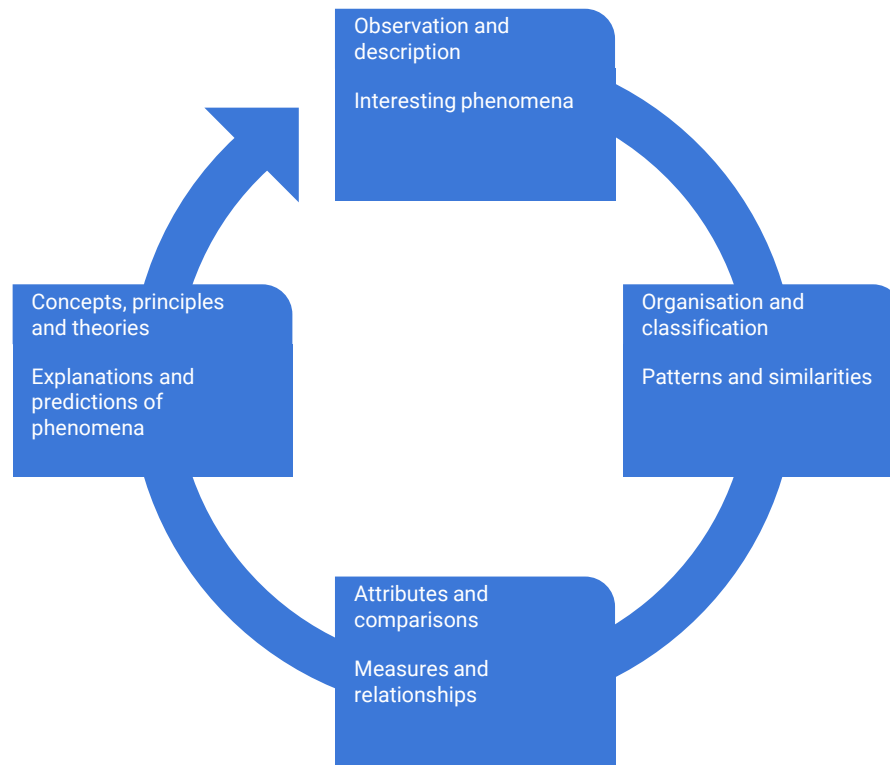 Observation and
description
Interesting phenomena
Organisation and
classification
Patterns and similarities
Attributes and
comparisons
Measures and
relationships
Concepts, principles
and theories
Explanations and
predictions of
phenomena